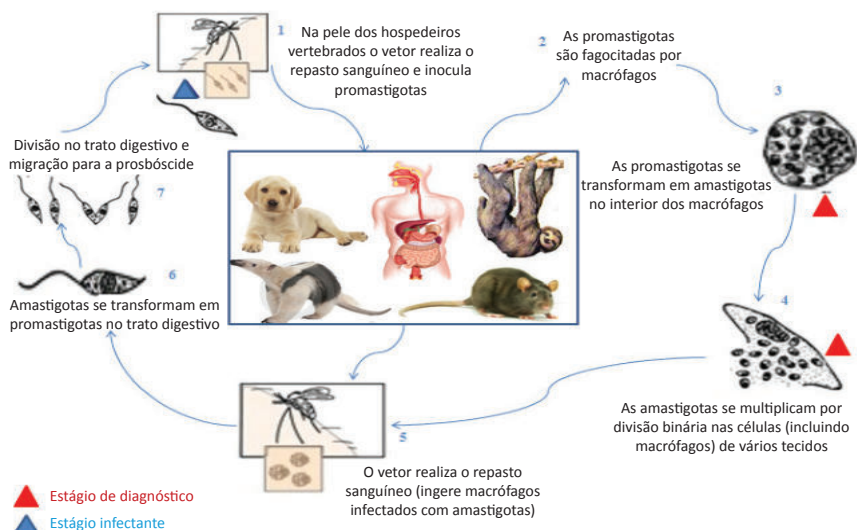 1
Na pele dos hospedeiros
vertebrados o vetor realiza o
repasto sanguíneo e inocula
promastigotas
2
As promastigotas
são fagocitadas por
macrófagos
3
As promastigotas se
transformam em amastigotas
no interior dos macrófagos
4
As amastigotas se multiplicam por
divisão binária nas células (incluindo
macrófagos) de vários tecidos
5
O vetor realiza o repasto
sanguíneo (ingere macrófagos
infectados com amastigotas)
6
Amastigotas se transformam em
promastigotas no trato digestivo
Divisão no trato digestivo e
migração para a prosbóscide
7
Estágio de diagnóstico
Estágio infectante